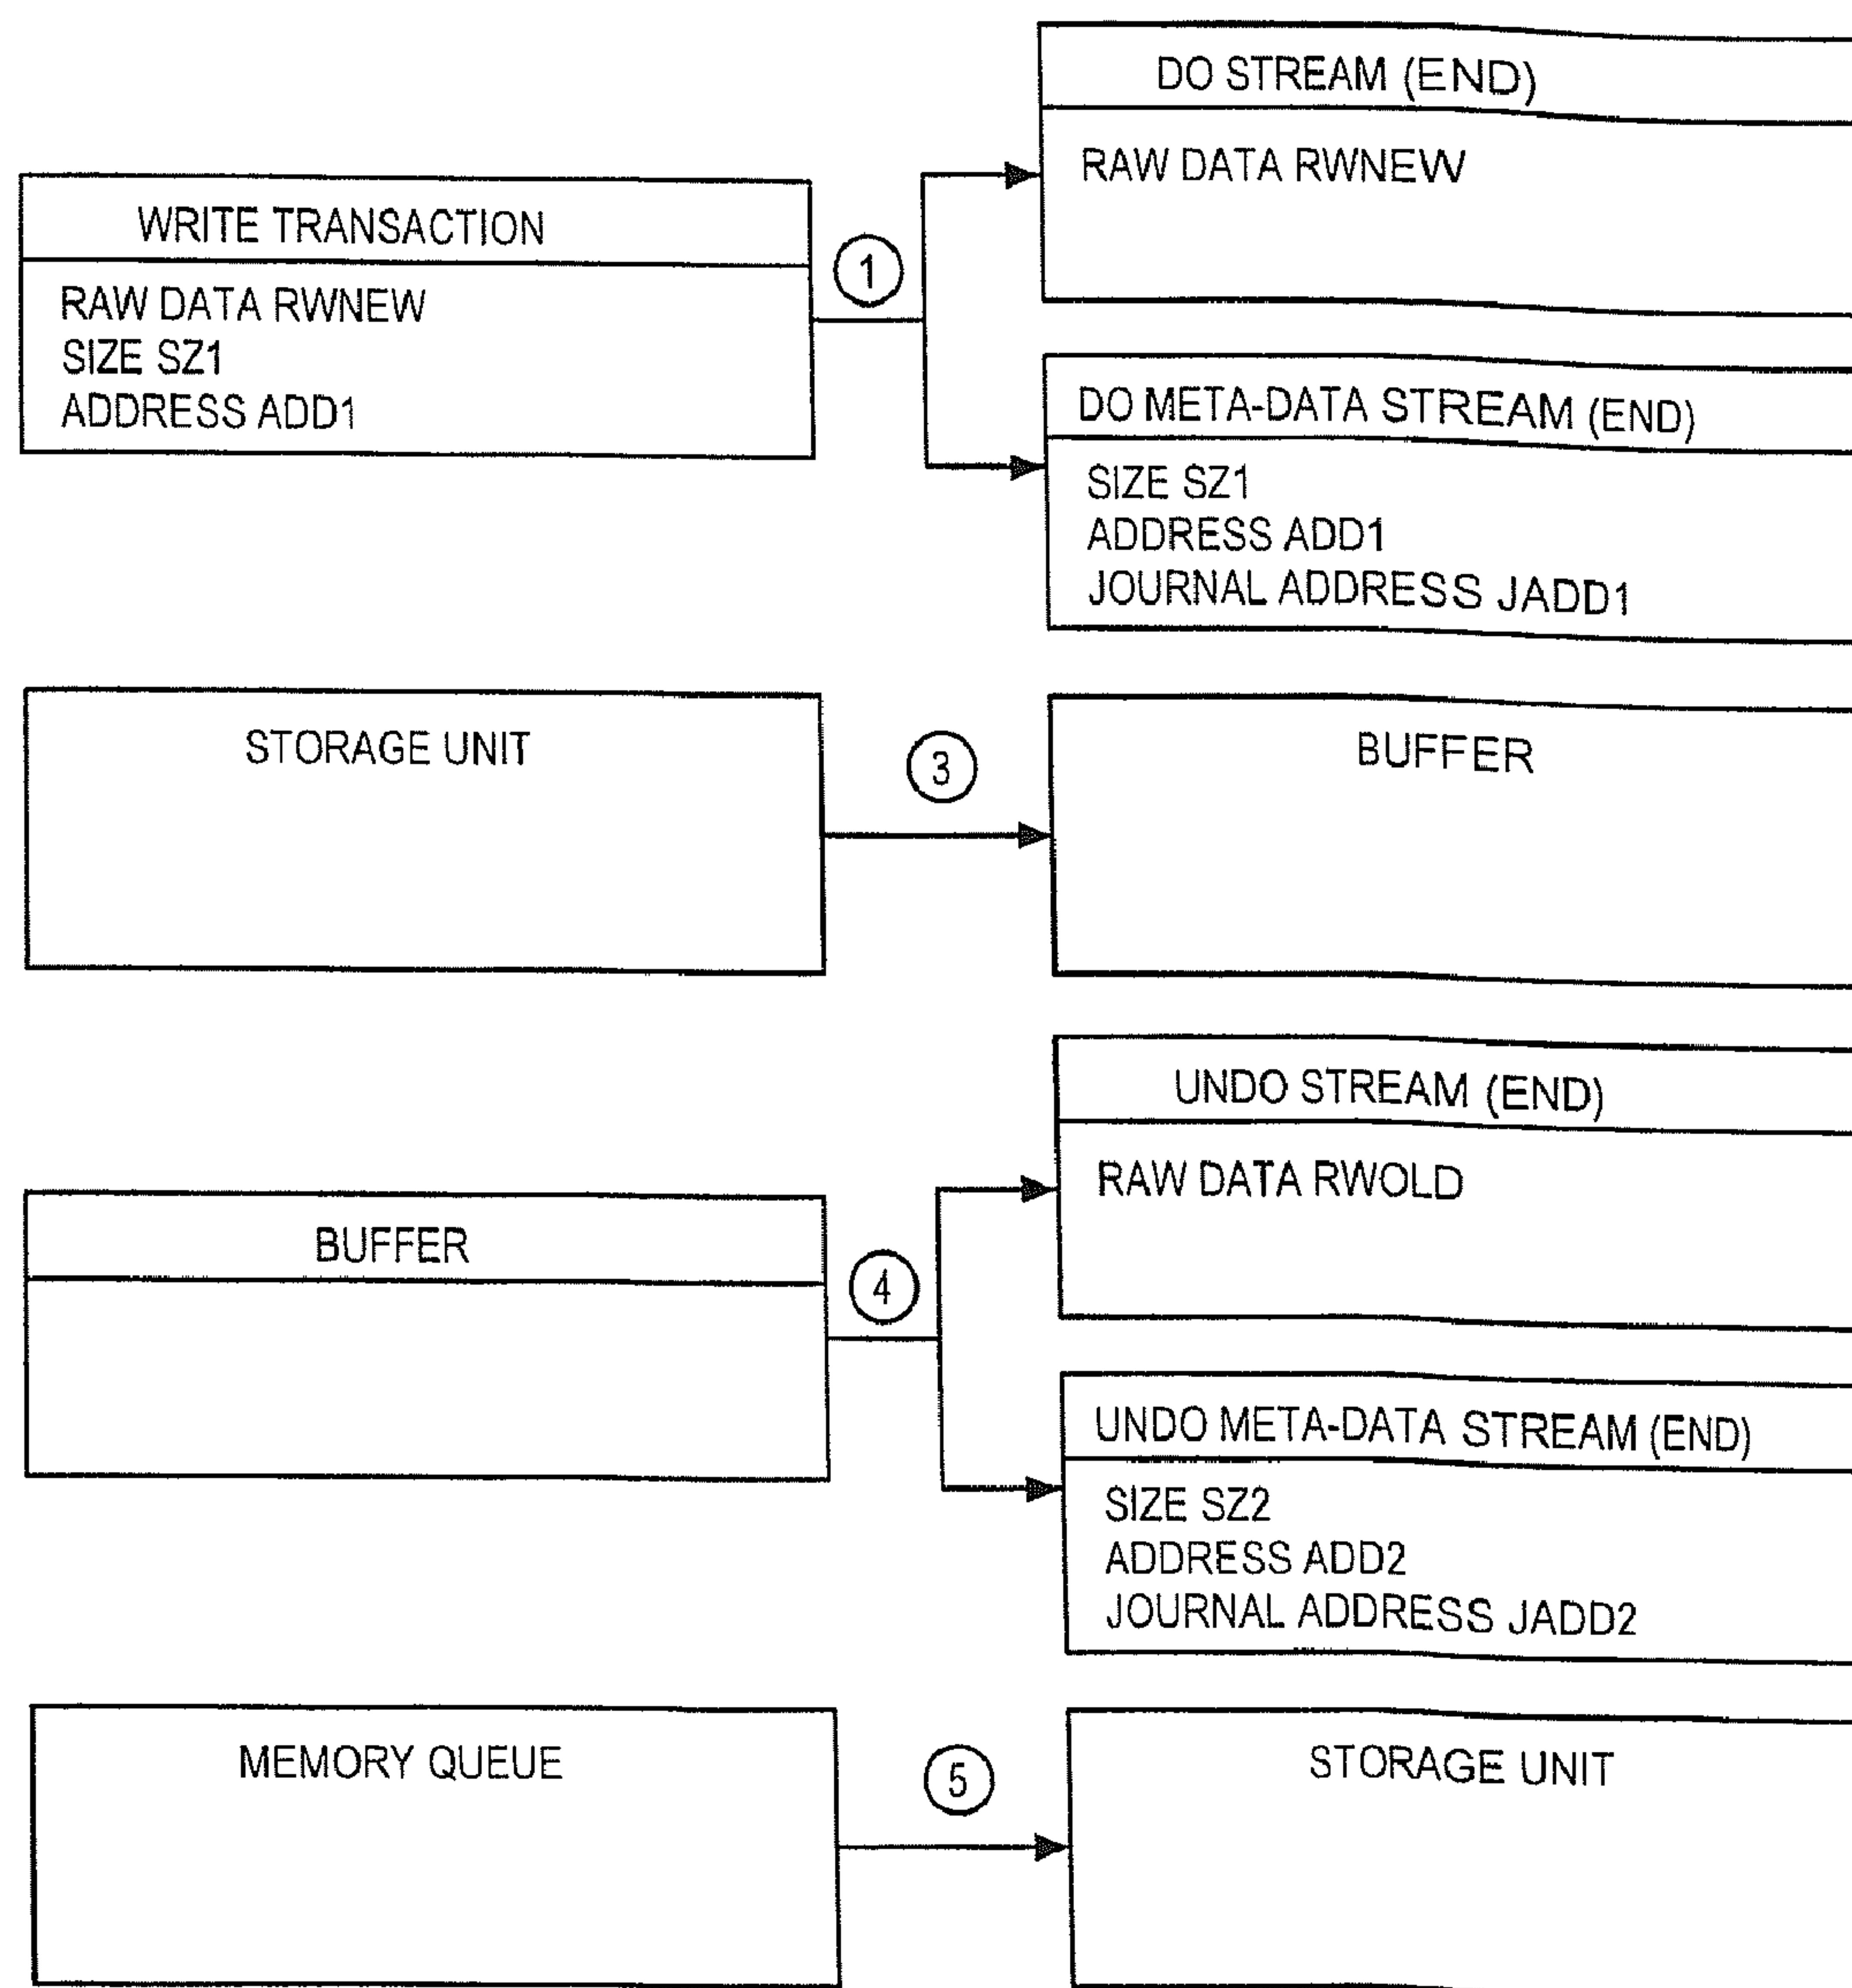 DO STREAM (END)
RAW DATA RWNEW
WRITE TRANSACTION
RAW DATA RWNEW
SIZE SZ1
ADDRESS ADD1
1
DO META-DATA STREAM (END)
SIZE SZ1
ADDRESS ADD1
JOURNAL ADDRESS JADD1
STORAGE UNIT
3
BUFFER
UNDO STREAM (END)
RAW DATA RWOLD
BUFFER
4
UNDO META-DATA STREAM (END)
SIZE SZ2
ADDRESS ADD2
JOURNAL ADDRESS JADD2
MEMORY QUEUE
5
STORAGE UNIT